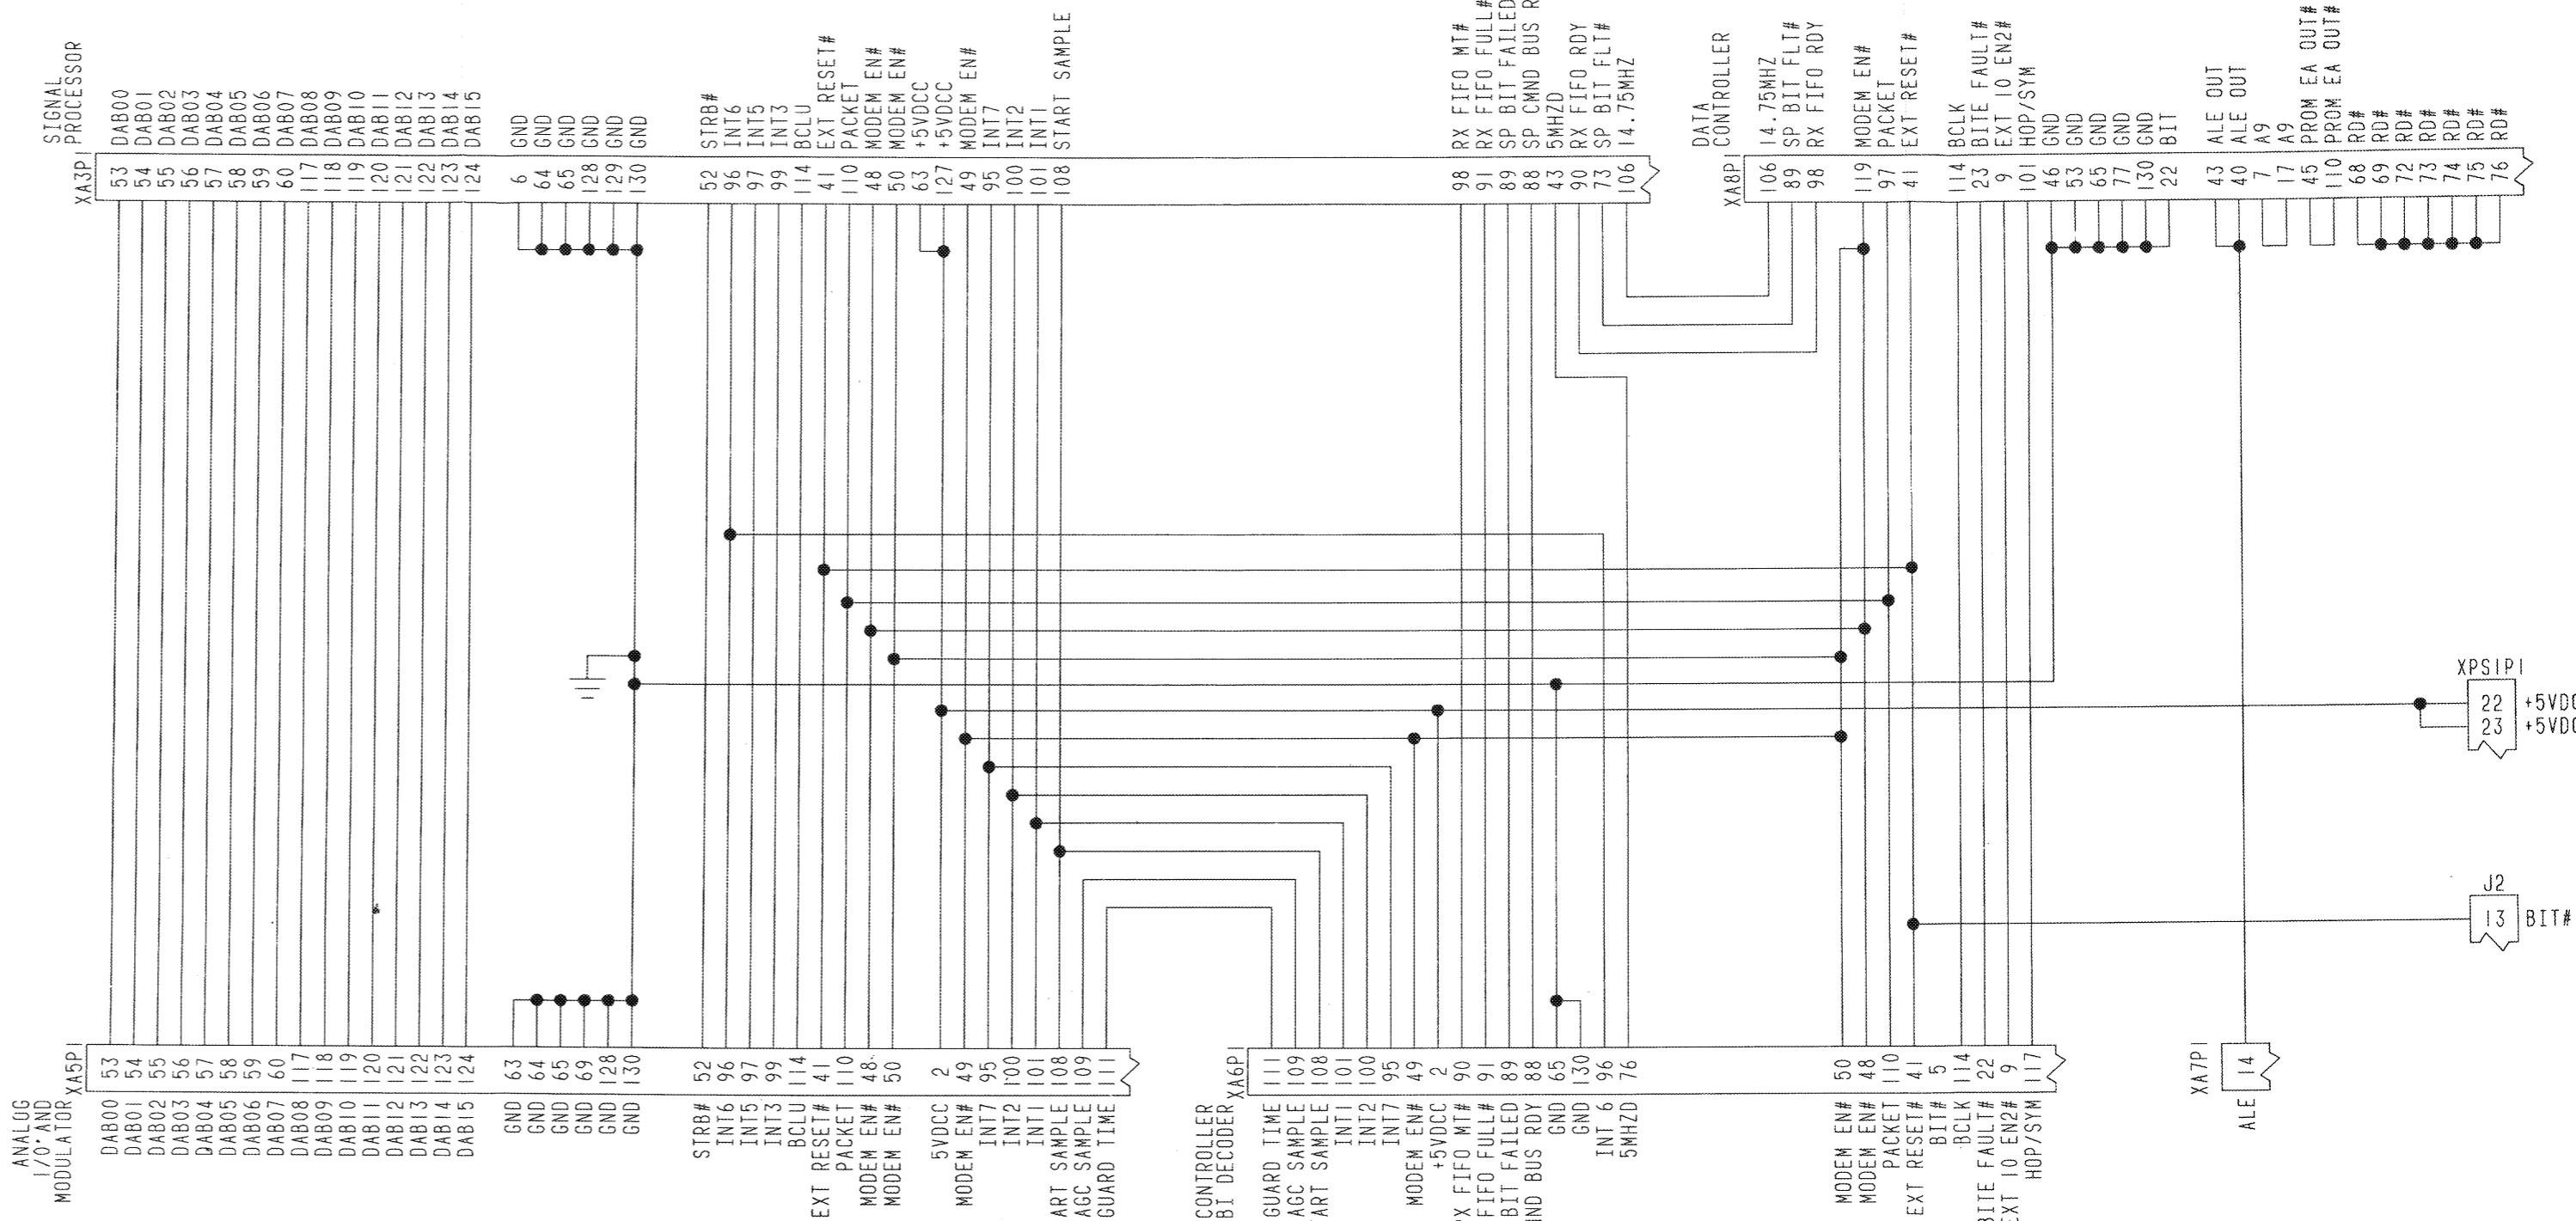 SIGNAL
PROCESSOR
XA3P1
53 DAB00
54 DAB01
55 DAB02
56 DAB03
57 DAB04
58 DAB05
59 DAB06
60 DAB07
117 DAB08
118 DAB09
119 DAB10
120 DAB11
121 DAB12
122 DAB13
123 DAB14
124 DAB15
6 GND
64 GND
65 GND
128 GND
129 GND
130 GND
52 STRB#
96 INT6
97 INT5
99 INT3
114 BCLU
41 EXT RESET#
110 PACKET
48 MODEM EN#
50 MODEM EN#
63 +5VDCC
127 +5VDCC
49 MODEM EN#
95 INT7
100 INT2
101 INT1
108 START SAMPLE
98 RX FIFO MT#
91 RX FIFO FULL#
89 SP BIT FAILED
88 SP CMND BUS R
43 5MHZD
90 RX FIFO RDY
73 SP BIT FLT#
106 14.75MHZ
DATA
CONTROLLER
XA8P1
106 14.75MHZ
89 SP BIT FLT#
98 RX FIFO RDY
119 MODEM EN#
97 PACKET
41 EXT RESET#
114 BCLK
23 BITE FAULT#
9 EXT IO EN2#
101 HOP/SYM
46 GND
53 GND
65 GND
77 GND
130 GND
22 BIT
43 ALE OUT
40 ALE OUT
7 A9
17 A9
45 PROM EA OUT#
110 PROM EA OUT#
68 RD#
69 RD#
72 RD#
73 RD#
74 RD#
75 RD#
76 RD#
XPS1P1
22 +5VDC
23 +5VDC
J2
13 BIT#
ANALOG
I/O AND
MODULATOR
XA5P1
53 DAB00
54 DAB01
55 DAB02
56 DAB03
57 DAB04
58 DAB05
59 DAB06
60 DAB07
117 DAB08
118 DAB09
119 DAB10
120 DAB11
121 DAB12
122 DAB13
123 DAB14
124 DAB15
63 GND
64 GND
65 GND
69 GND
128 GND
130 GND
52 STRB#
96 INT6
97 INT5
99 INT3
114 BCLU
41 EXT RESET#
110 PACKET
48 MODEM EN#
50 MODEM EN#
2 5VDCC
49 MODEM EN#
95 INT7
100 INT2
101 INT1
108 ART SAMPLE
109 AGC SAMPLE
111 GUARD TIME
CONTROLLER
BI DECODER
XA6P1
111 GUARD TIME
109 AGC SAMPLE
108 ART SAMPLE
101 INT1
100 INT2
95 INT7
49 MODEM EN#
2 +5VDCC
90 RX FIFO MT#
91 FIFO FULL#
89 BIT FAILED
88 ND BUS RDY
65 GND
130 GND
96 INT 6
76 5MHZD
50 MODEM EN#
48 MODEM EN#
110 PACKET
41 EXT RESET#
5 BIT#
114 BCLK
22 BITE FAULT#
9 EXT IO EN2#
117 HOP/SYM
XA7P1
14 ALE